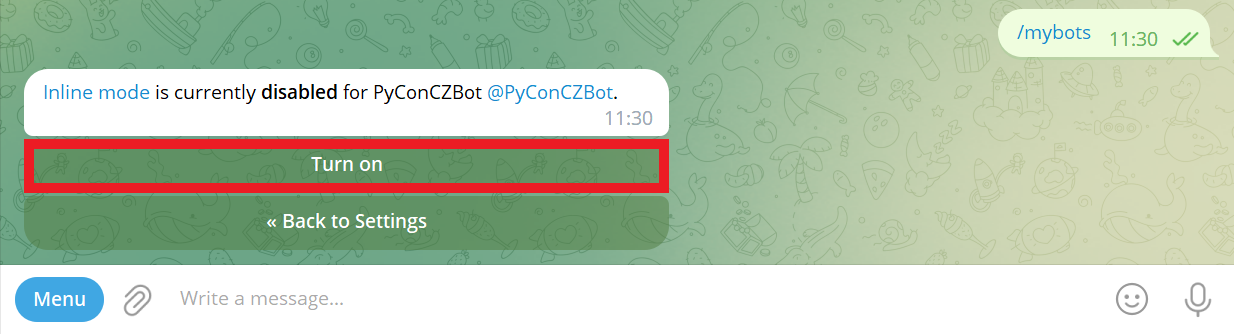 /mybots 11:30
Inline mode is currently disabled for PyConCZBot @PyConCZBot.
11:30
Turn on
« Back to Settings
Menu Write a message...